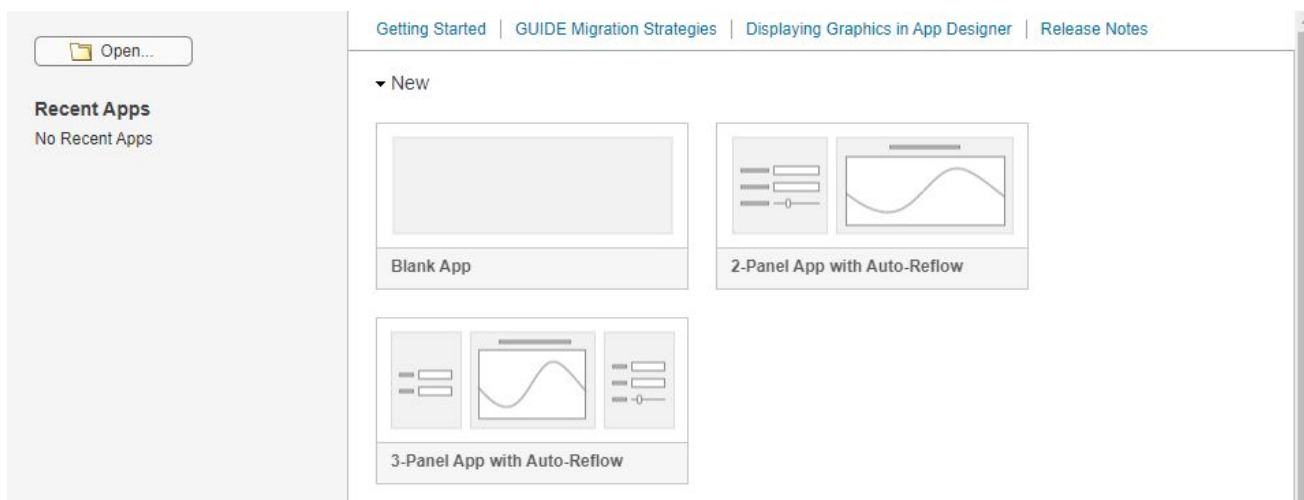 Open...
Recent Apps
No Recent Apps
Getting Started | GUIDE Migration Strategies | Displaying Graphics in App Designer | Release Notes
New
Blank App
2-Panel App with Auto-Reflow
3-Panel App with Auto-Reflow